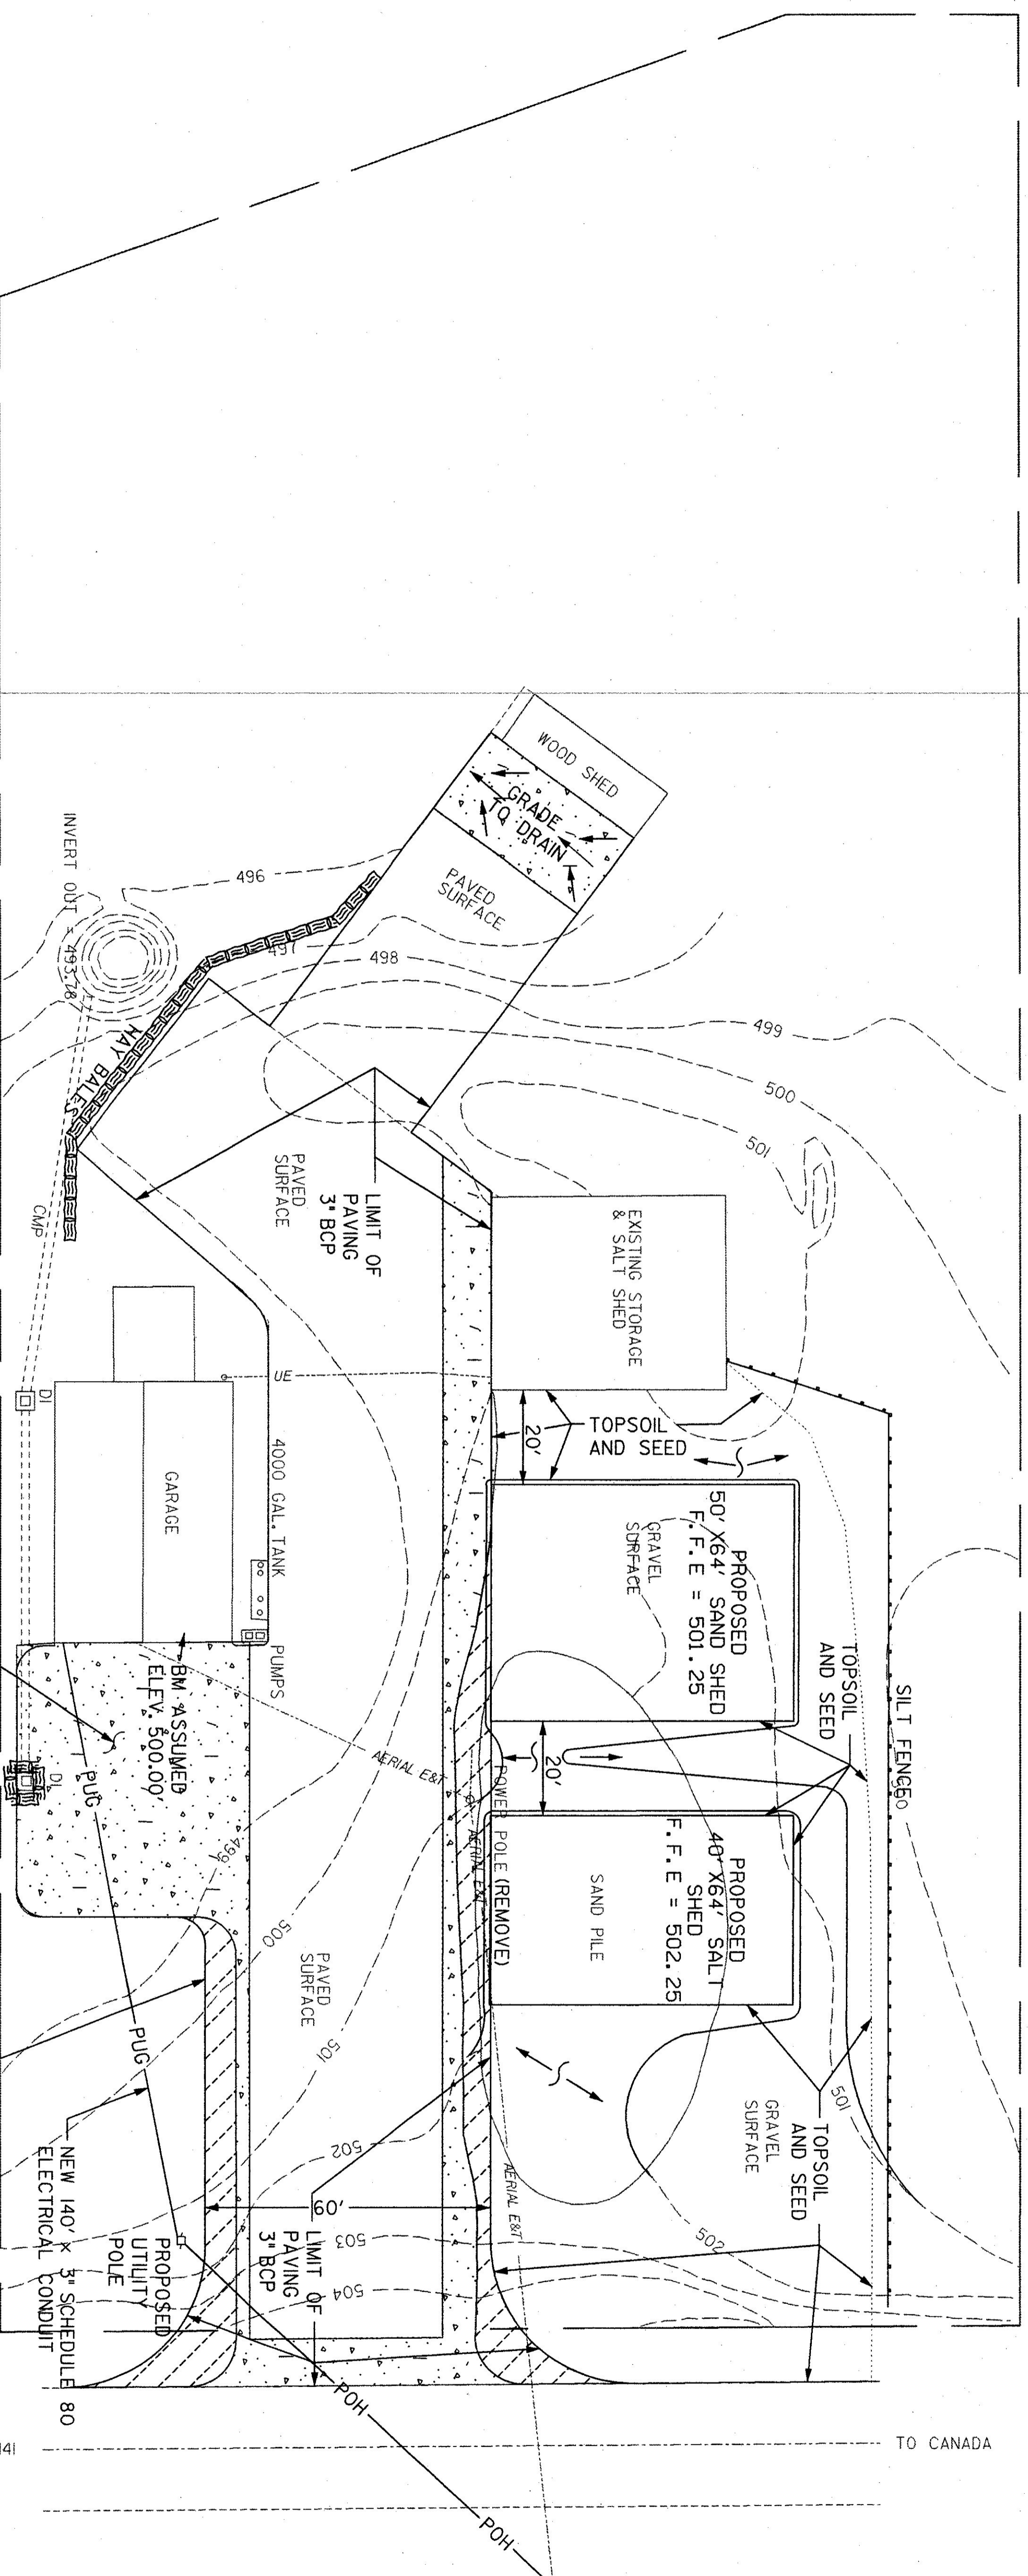 WOOD SHED
GRADE
TO DRAIN
PAVED
SURFACE
INVERT OUT = 493.78
496
497
498
499
500
501
HAY BALES
CMP
PAVED
SURFACE
LIMIT OF
PAVING
3" BCP
EXISTING STORAGE
& SALT SHED
UE
DI
GARAGE
4000 GAL. TANK
PUMPS
20'
TOPSOIL
AND SEED
PROPOSED
50' X64' SAND SHED
F.F.E = 501.25
GRAVEL
SURFACE
TOPSOIL
AND SEED
SILT FENCE
BM ASSUMED
ELEV. 500.00'
PUG
DI
AERIAL E&T
AERIAL E&T
POWER POLE (REMOVE)
20'
PROPOSED
40' X64' SALT
SHED
F.F.E = 502.25
SAND PILE
499
500
501
502
503
504
PAVED
SURFACE
PUG
501
502
GRAVEL
SURFACE
TOPSOIL
AND SEED
AERIAL E&T
60'
LIMIT OF
PAVING
3" BCP
PROPOSED
UTILITY
POLE
NEW 140' x 3" SCHEDULE 80
ELECTRICAL CONDUIT
POH
POH
141
TO CANADA